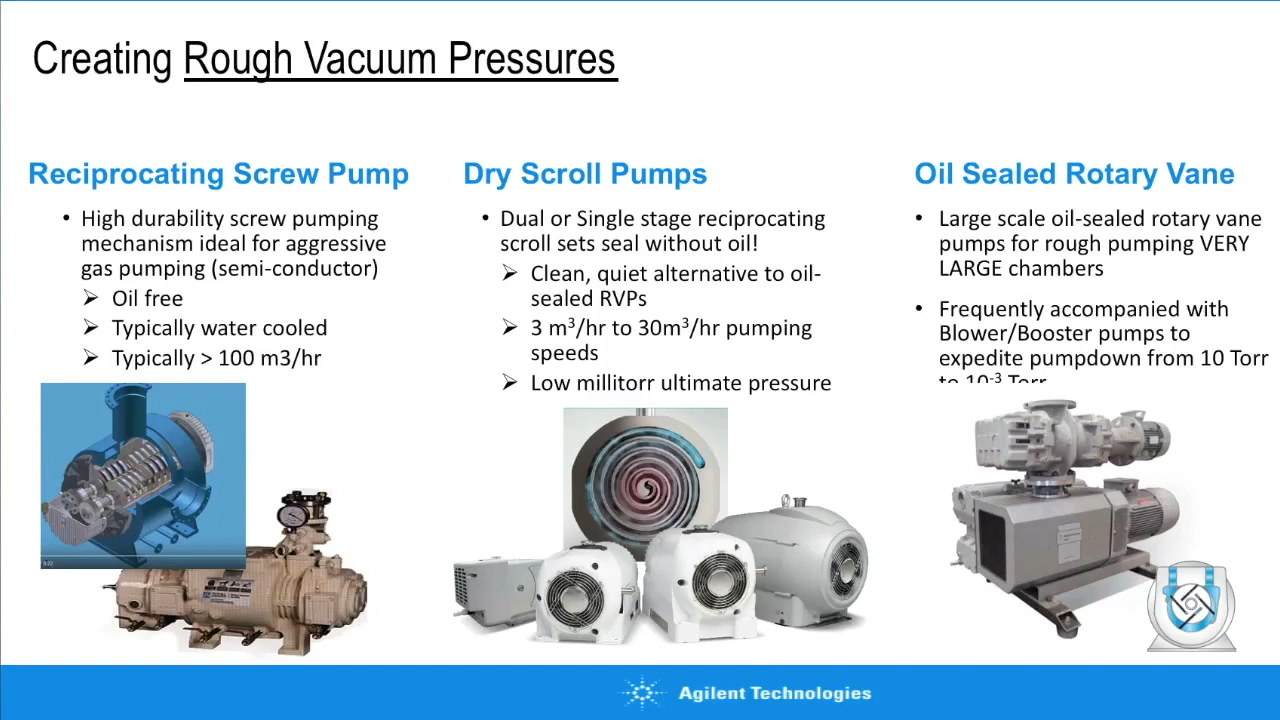 Creating Rough Vacuum Pressures
Reciprocating Screw Pump
• High durability screw pumping
mechanism ideal for aggressive
gas pumping (semi-conductor)
➢ Oil free
➢ Typically water cooled
➢ Typically > 100 m3/hr
Dry Scroll Pumps
• Dual or Single stage reciprocating
scroll sets seal without oil!
➢ Clean, quiet alternative to oil-
sealed RVPs
➢ 3 m³/hr to 30m³/hr pumping
speeds
➢ Low millitorr ultimate pressure
Oil Sealed Rotary Vane
• Large scale oil-sealed rotary vane
pumps for rough pumping VERY
LARGE chambers
• Frequently accompanied with
Blower/Booster pumps to
expedite pumpdown from 10 Torr
to 10⁻³ Torr
Agilent Technologies